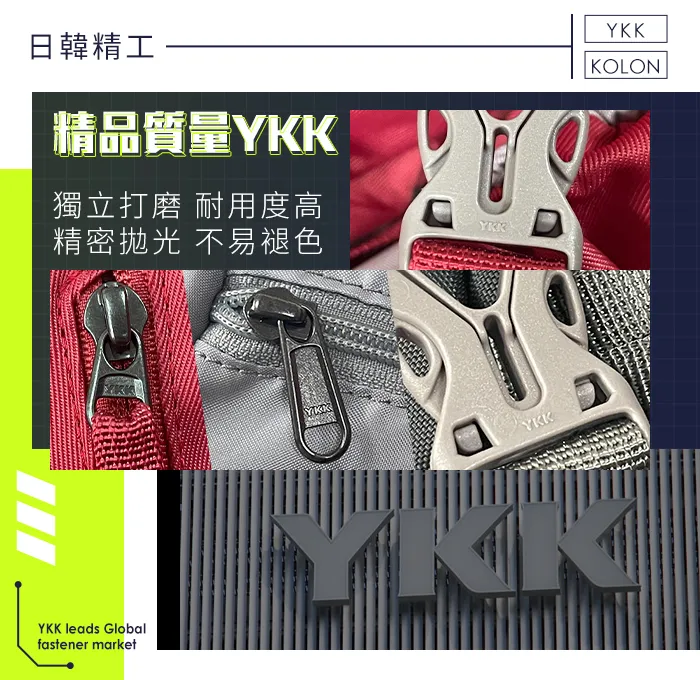 日韓精工
YKK
KOLON
精品質量YKK
獨立打磨 耐用度高
精密拋光 不易褪色
YKK
YKK
YKK
YKK
YKK
YKK leads Global
fastener market